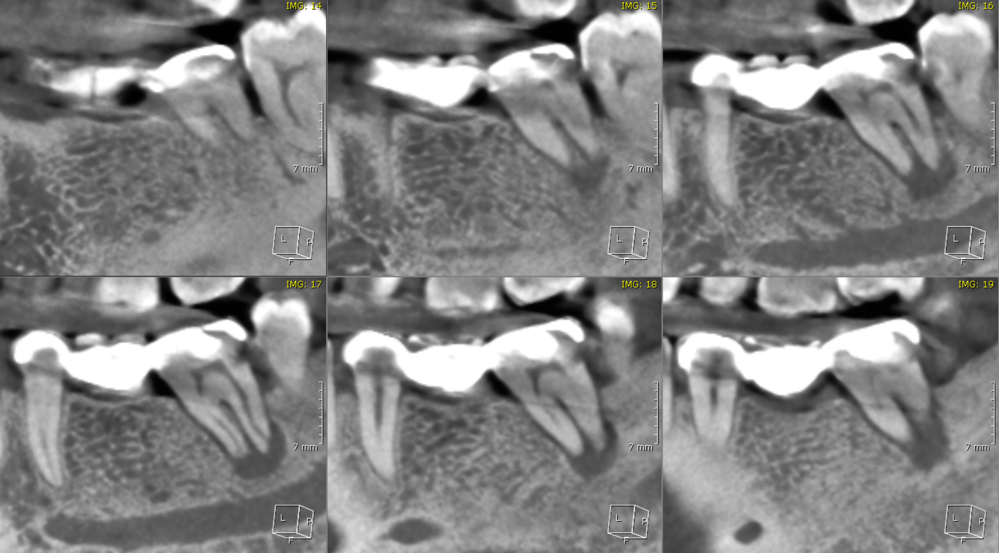 IMG: 14
IMG: 15
IMG: 16
7 mm
7 mm
7 mm
L P
F
L P
F
L P
F
IMG: 17
IMG: 18
IMG: 19
7 mm
7 mm
7 mm
L P
F
L P
F
L P
F